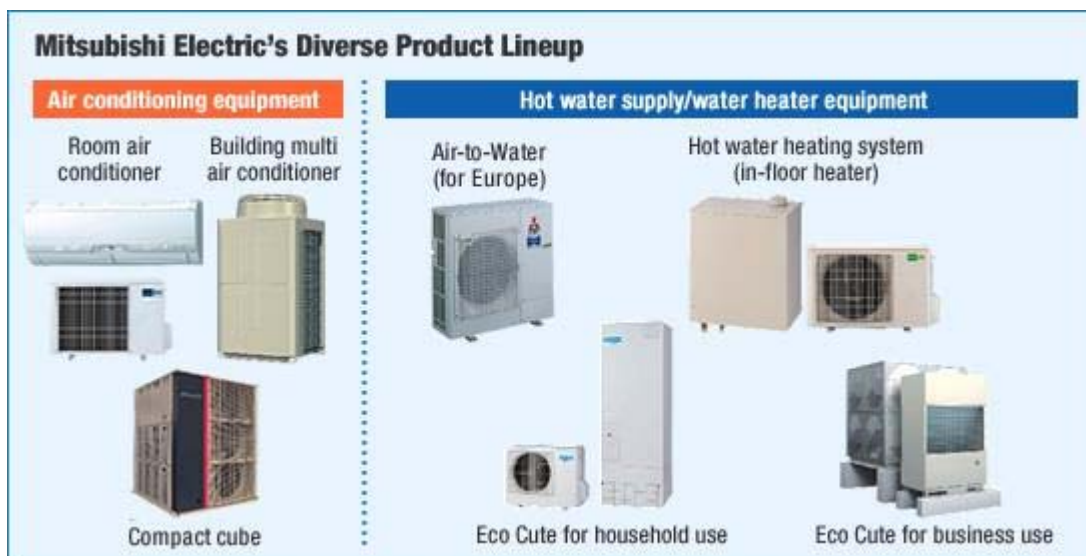 Mitsubishi Electric's Diverse Product Lineup
Air conditioning equipment
Room air
conditioner
Building multi
air conditioner
Compact cube
Hot water supply/water heater equipment
Air-to-Water
(for Europe)
Hot water heating system
(in-floor heater)
Eco Cute for household use
Eco Cute for business use